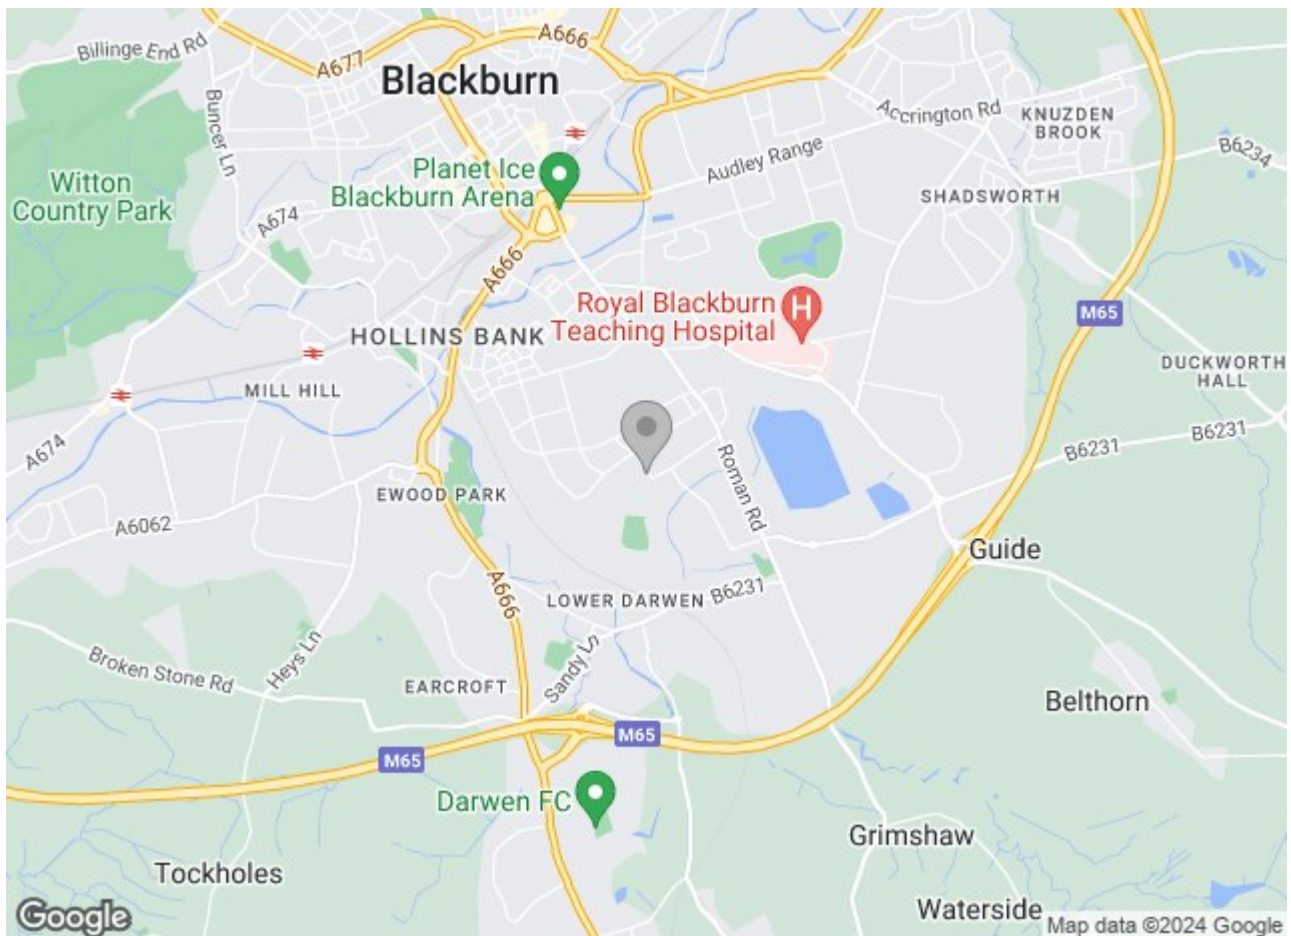 Billinge End Rd
A677
A666
Blackburn
Buncer Ln
Accrington Rd
KNUZDEN
BROOK
Audley Range
B6234
Planet Ice
Blackburn Arena
Witton
Country Park
A674
SHADSWORTH
A666
Royal Blackburn
Teaching Hospital
H
M65
HOLLINS BANK
MILL HILL
DUCKWORTH
HALL
A674
B6231
B6231
Roman Rd
EWOOD PARK
A6062
Guide
A666
LOWER DARWEN
B6231
Heys Ln
Sandy Ln
Broken Stone Rd
EARCROFT
Belthorn
M65
M65
Darwen FC
Grimshaw
Tockholes
Waterside
Google
Map data ©2024 Google